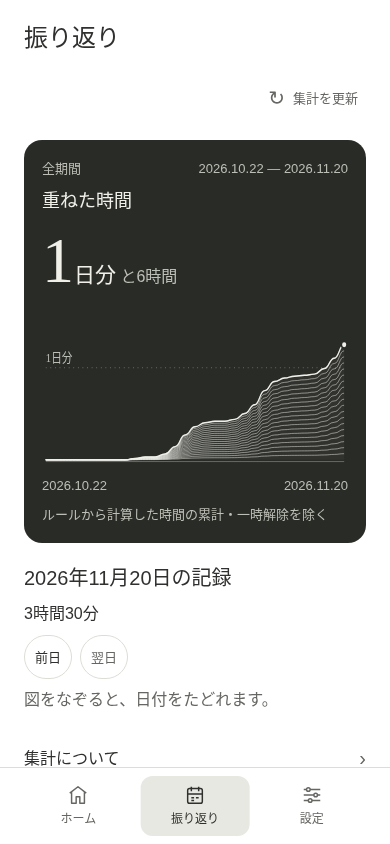 振り返り
↻ 集計を更新
全期間 2026.10.22 — 2026.11.20
重ねた時間
1日分 と6時間
1日分
2026.10.22 2026.11.20
ルールから計算した時間の累計・一時解除を除く
2026年11月20日の記録
3時間30分
前日 翌日
図をなぞると、日付をたどれます。
集計について ›
ホーム 振り返り 設定